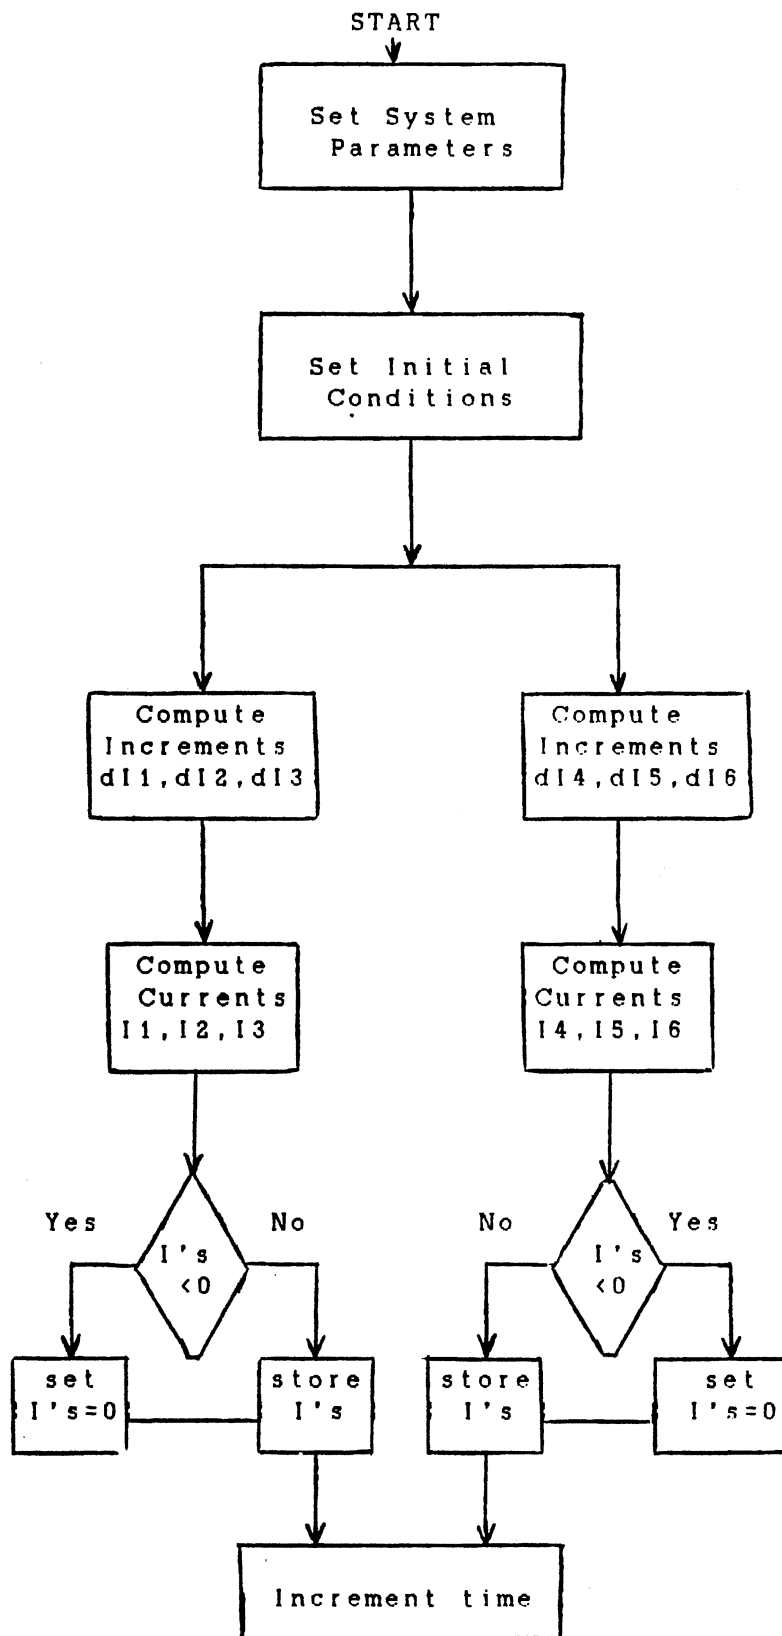 START
Set System
Parameters
Set Initial
Conditions
Compute
Increments
dI1,dI2,dI3
Compute
Increments
dI4,dI5,dI6
Compute
Currents
I1,I2,I3
Compute
Currents
I4,I5,I6
Yes
I's
<0
No
No
I's
<0
Yes
set
I's=0
store
I's
store
I's
set
I's=0
Increment time